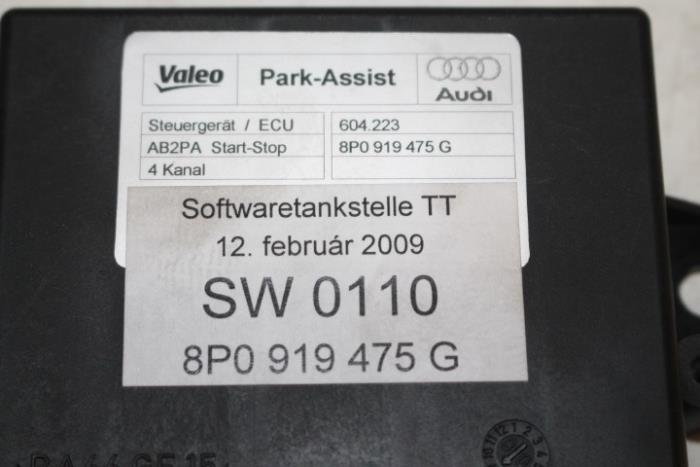 Valeo Park-Assist Audi
Steuergerät / ECU 604.223
AB2PA Start-Stop 8P0 919 475 G
4 Kanal
Softwaretankstelle TT
12. február 2009
SW 0110
8P0 919 475 G